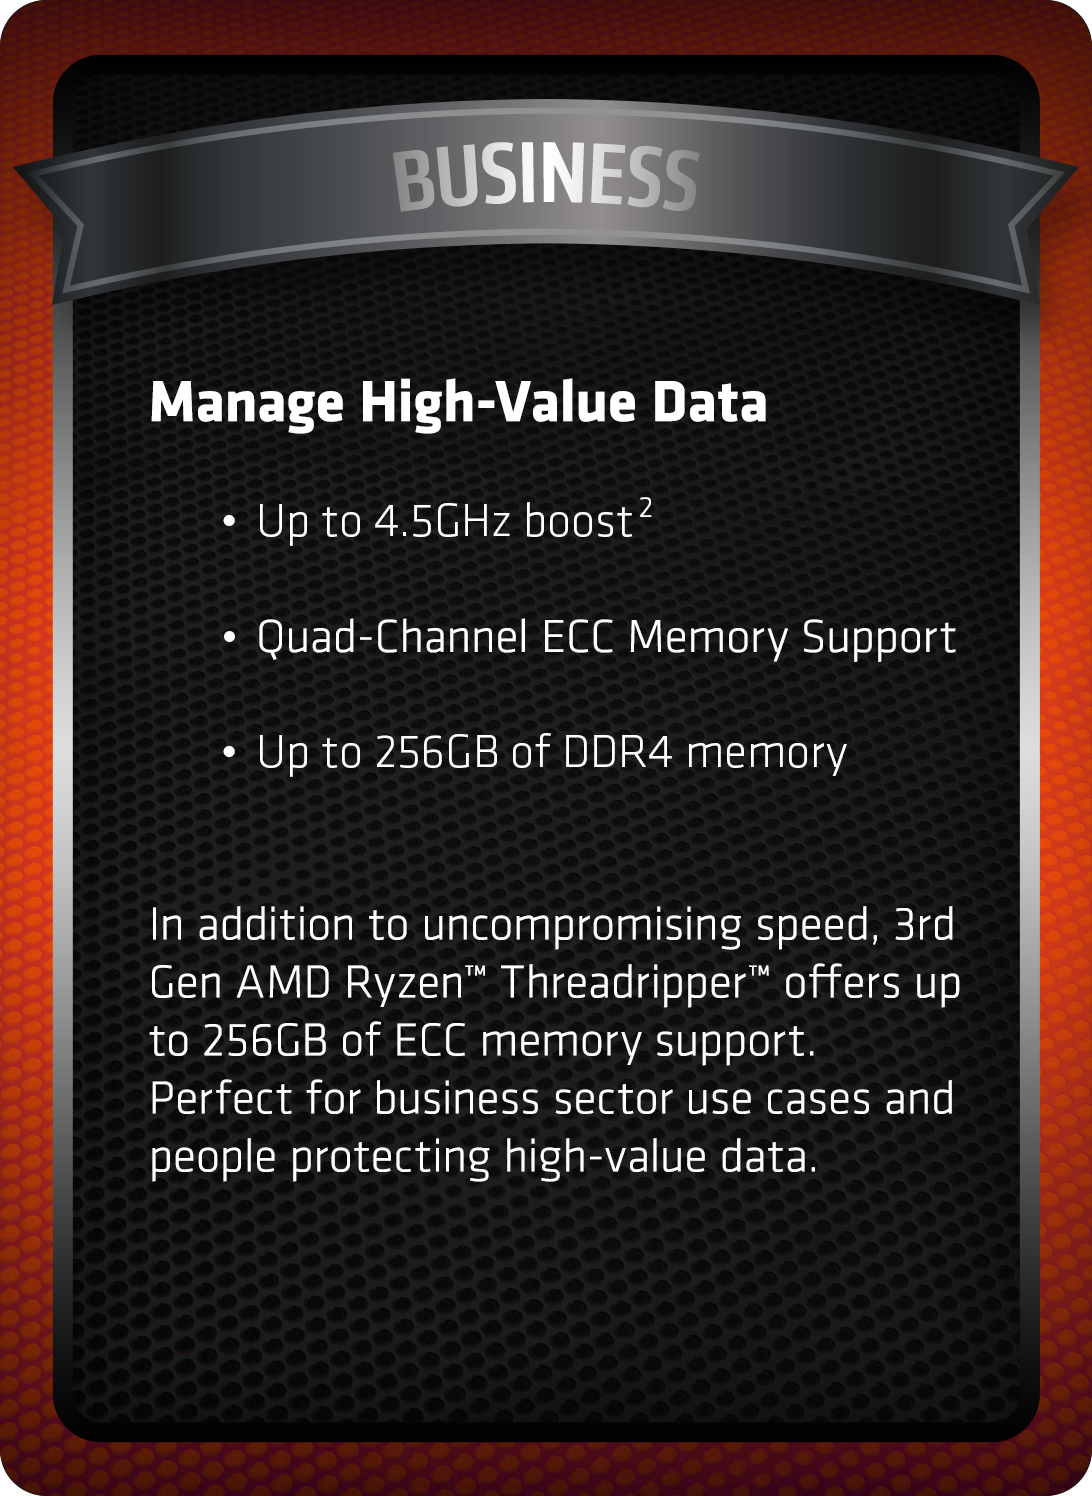 BUSINESS
Manage High-Value Data
• Up to 4.5GHz boost²
• Quad-Channel ECC Memory Support
• Up to 256GB of DDR4 memory
In addition to uncompromising speed, 3rd
Gen AMD Ryzen™ Threadripper™ offers up
to 256GB of ECC memory support.
Perfect for business sector use cases and
people protecting high-value data.